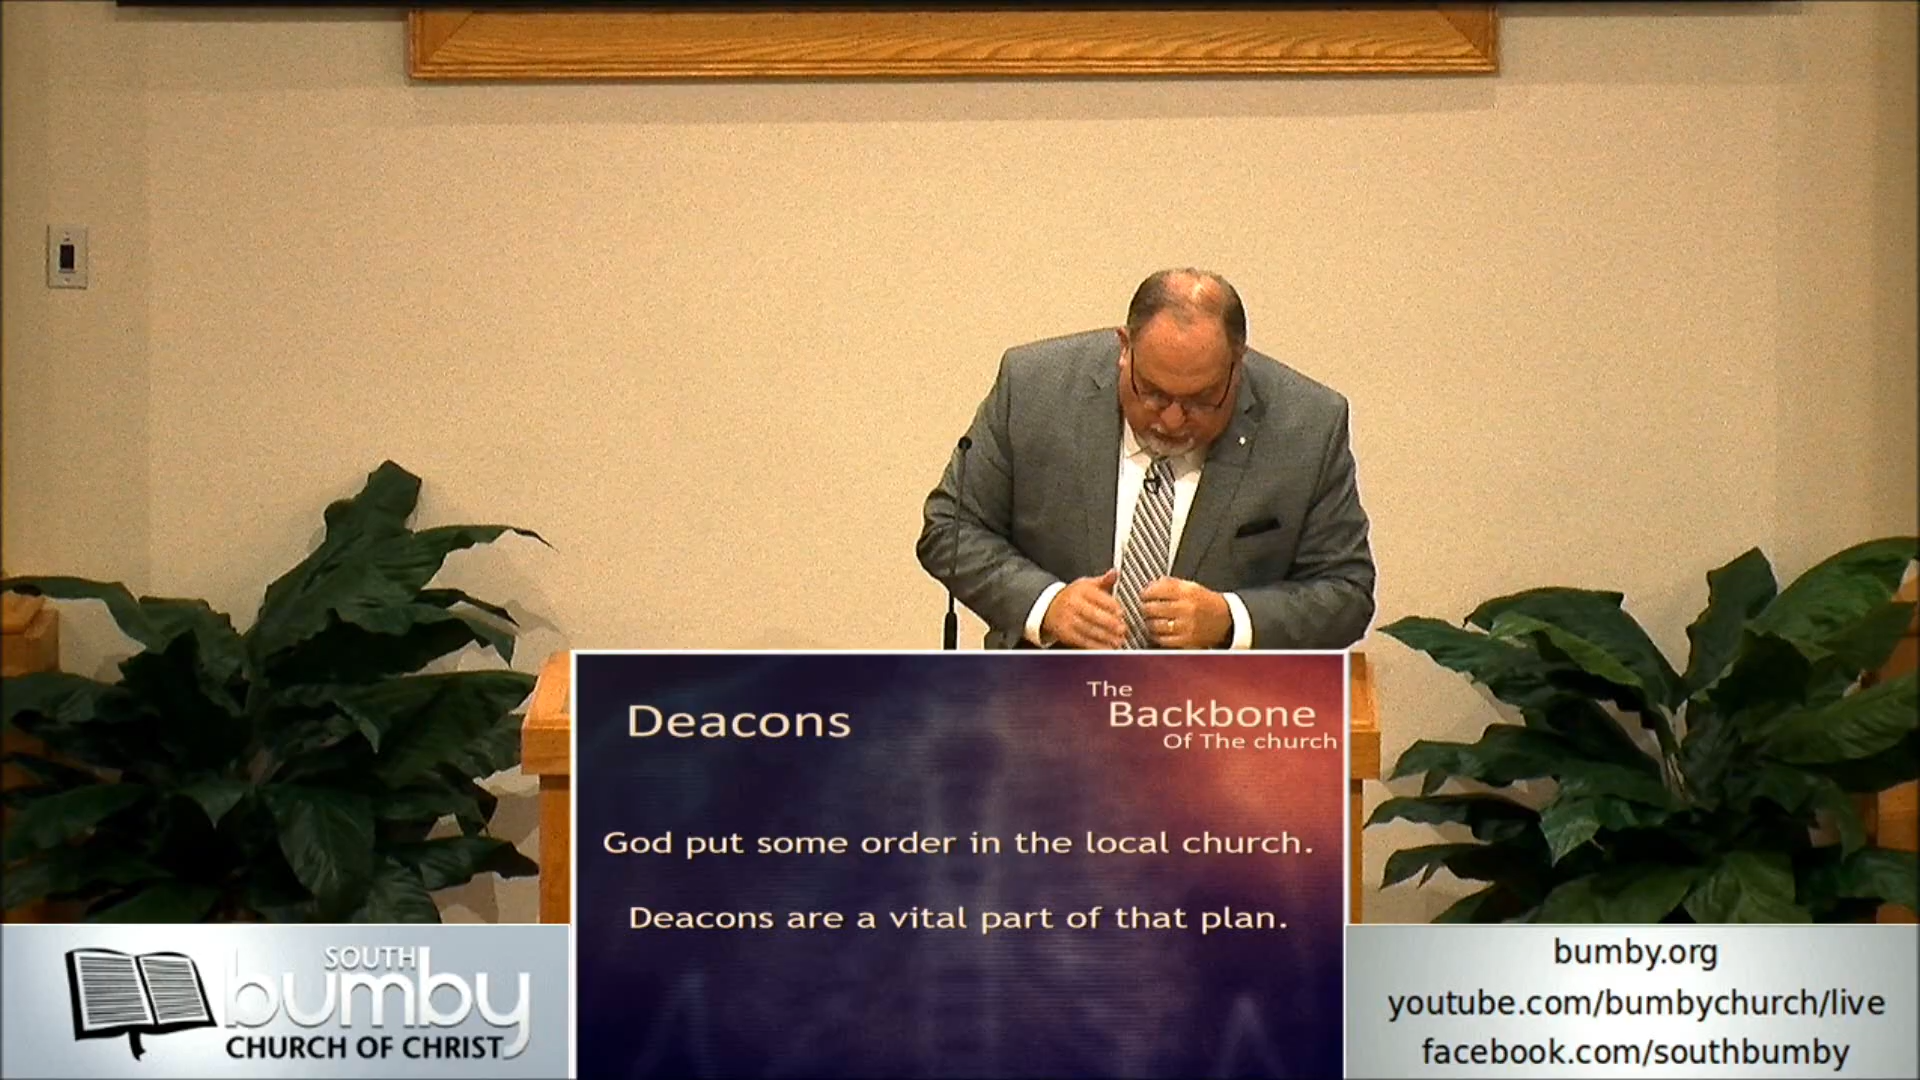 Deacons
The
Backbone
Of The church
God put some order in the local church.
Deacons are a vital part of that plan.
SOUTH
bumby
CHURCH OF CHRIST
bumby.org
youtube.com/bumbychurch/live
facebook.com/southbumby